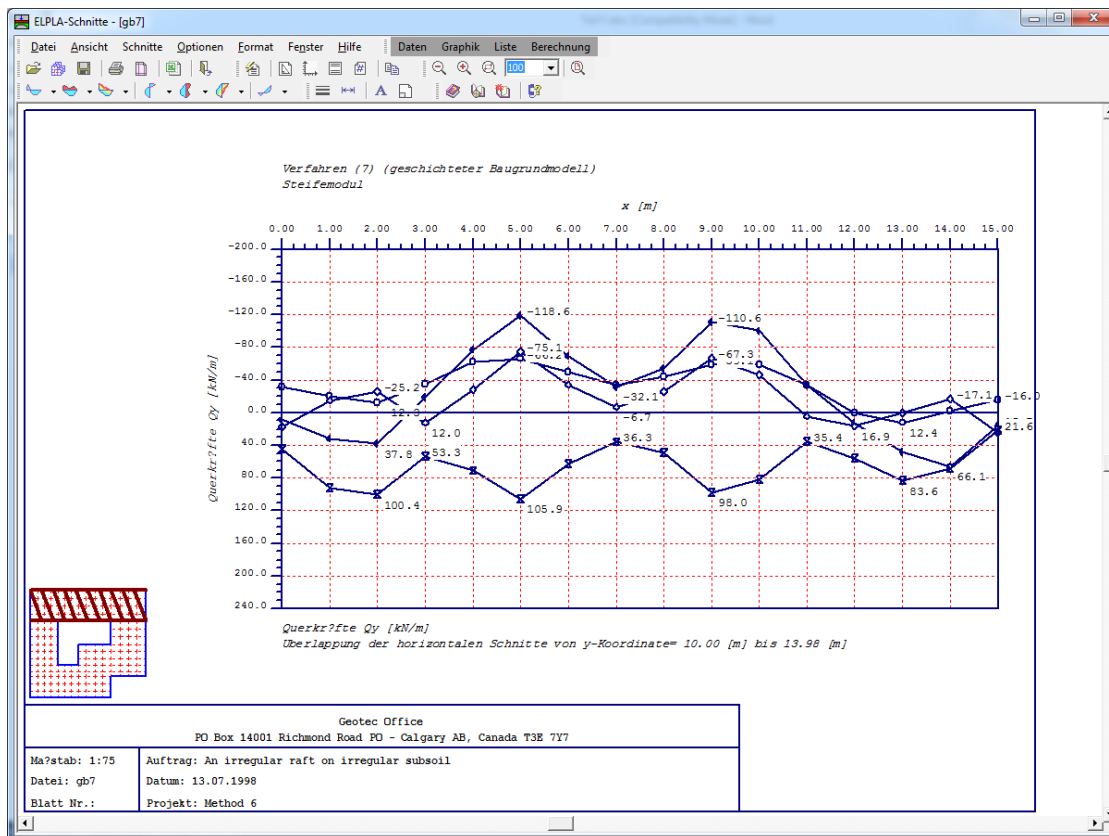 ELPLA-Schnitte - [gb7]
Datei Ansicht Schnitte Optionen Format Fenster Hilfe Daten Graphik Liste Berechnung
100
Verfahren (7) (geschichteter Baugrundmodell)
Steifemodul
x [m]
0.00 1.00 2.00 3.00 4.00 5.00 6.00 7.00 8.00 9.00 10.00 11.00 12.00 13.00 14.00 15.00
-200.0
-160.0
-120.0
-80.0
-40.0
0.0
40.0
80.0
120.0
160.0
200.0
240.0
Querkr?fte Qy [kN/m]
-118.6
-110.6
-75.1
-67.3
-25.2
-32.1
-17.1
-16.0
-6.7
12.0
16.9
12.4
21.6
37.8
53.3
36.3
35.4
66.1
100.4
105.9
98.0
83.6
Querkr?fte Qy [kN/m]
Überlappung der horizontalen Schnitte von y-Koordinate= 10.00 [m] bis 13.98 [m]
Geotec Office
PO Box 14001 Richmond Road PO - Calgary AB, Canada T3E 7Y7
Ma?stab: 1:75
Auftrag: An irregular raft on irregular subsoil
Datei: gb7
Datum: 13.07.1998
Blatt Nr.:
Projekt: Method 6